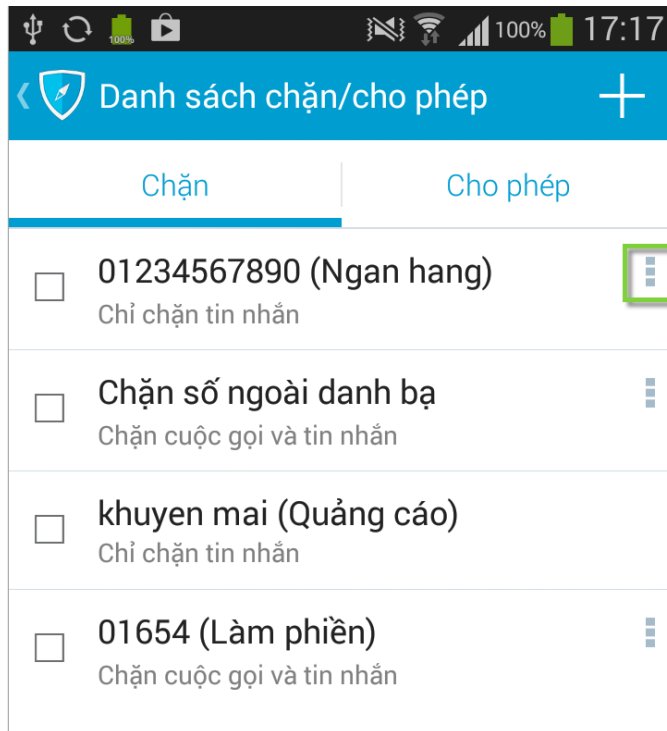 100% 100% 17:17
Danh sách chặn/cho phép
Chặn Cho phép
01234567890 (Ngan hang)
Chỉ chặn tin nhắn
Chặn số ngoài danh bạ
Chặn cuộc gọi và tin nhắn
khuyen mai (Quảng cáo)
Chỉ chặn tin nhắn
01654 (Làm phiền)
Chặn cuộc gọi và tin nhắn